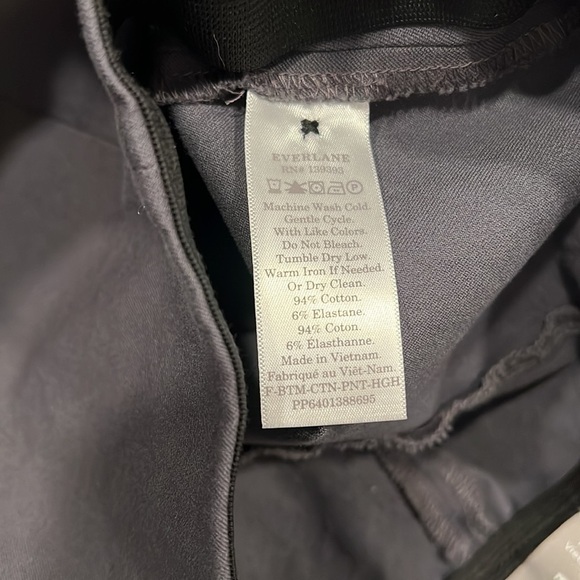 EVERLANE
RN# 139393
P
Machine Wash Cold.
Gentle Cycle.
With Like Colors.
Do Not Bleach.
Tumble Dry Low.
Warm Iron If Needed.
Or Dry Clean.
94% Cotton.
6% Elastane.
94% Coton.
6% Élasthanne.
Made in Vietnam.
Fabriqué au Viêt-Nam.
F-BTM-CTN-PNT-HGH
PP6401388695